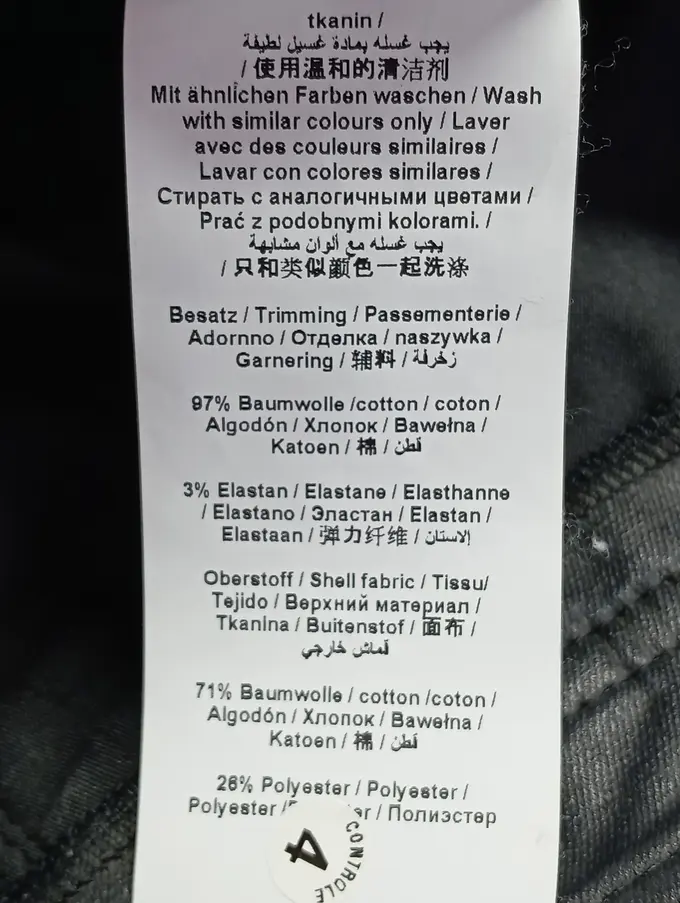 tkanin /
يجب غسله بمادة غسيل لطيفة
/ 使用温和的清洁剂
Mit ähnlichen Farben waschen / Wash
with similar colours only / Laver
avec des couleurs similaires /
Lavar con colores similares /
Стирать с аналогичными цветами /
Prać z podobnymi kolorami. /
يجب غسله مع ألوان مشابهة
/ 只和类似颜色一起洗涤
Besatz / Trimming / Passementerie /
Adornno / Отделка / naszywka /
Garnering / 辅料 / زخرفة
97% Baumwolle /cotton / coton /
Algodón / Хлопок / Bawełna /
Katoen / 棉 / قطن
3% Elastan / Elastane / Elasthanne
/ Elastano / Эластан / Elastan /
Elastaan / 弹力纤维 / الاستان
Oberstoff / Shell fabric / Tissu/
Tejido / Верхний материал /
Tkanina / Buitenstof / 面布 /
قماش خارجي
71% Baumwolle / cotton /coton /
Algodón / Хлопок / Bawełna /
Katoen / 棉 / قطن
26% Polyester / Polyester /
Polyester / / Полиэстер
CONTROLE
4